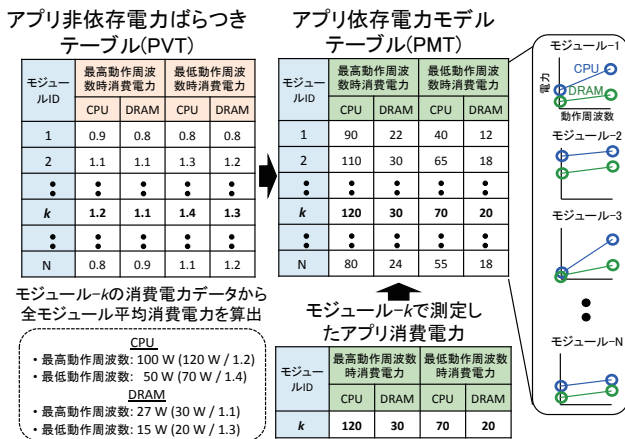 アプリ非依存電力ばらつき
テーブル(PVT)
モジュールID
最高動作周波数時消費電力
最低動作周波数時消費電力
CPU DRAM CPU DRAM
1 0.9 0.8 0.8 0.8
2 1.1 1.1 1.3 1.2
k 1.2 1.1 1.4 1.3
N 0.8 0.9 1.1 1.2
モジュール-kの消費電力データから
全モジュール平均消費電力を算出
CPU
・最高動作周波数: 100 W (120 W / 1.2)
・最低動作周波数: 50 W (70 W / 1.4)
DRAM
・最高動作周波数: 27 W (30 W / 1.1)
・最低動作周波数: 15 W (20 W / 1.3)
アプリ依存電力モデル
テーブル(PMT)
モジュールID
最高動作周波数時消費電力
最低動作周波数時消費電力
CPU DRAM CPU DRAM
1 90 22 40 12
2 110 30 65 18
k 120 30 70 20
N 80 24 55 18
モジュール-kで測定し
たアプリ消費電力
モジュールID
最高動作周波数時消費電力
最低動作周波数時消費電力
CPU DRAM CPU DRAM
k 120 30 70 20
モジュール-1
電力
CPU
DRAM
動作周波数
モジュール-2
モジュール-3
モジュール-N